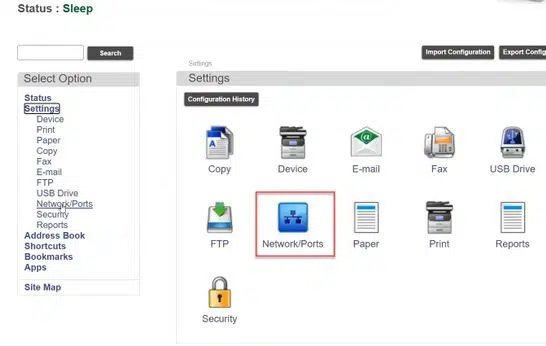 Status : Sleep
Search
Import Configuration
Select Option
Settings
Settings
Configuration History
Status
Settings
Device
Print
Paper
Copy
Fax
E-mail
FTP
USB Drive
Network/Ports
Security
Reports
Address Book
Shortcuts
Bookmarks
Apps
Site Map
Copy
Device
E-mail
Fax
USB Drive
FTP
Network/Ports
Paper
Print
Reports
Security